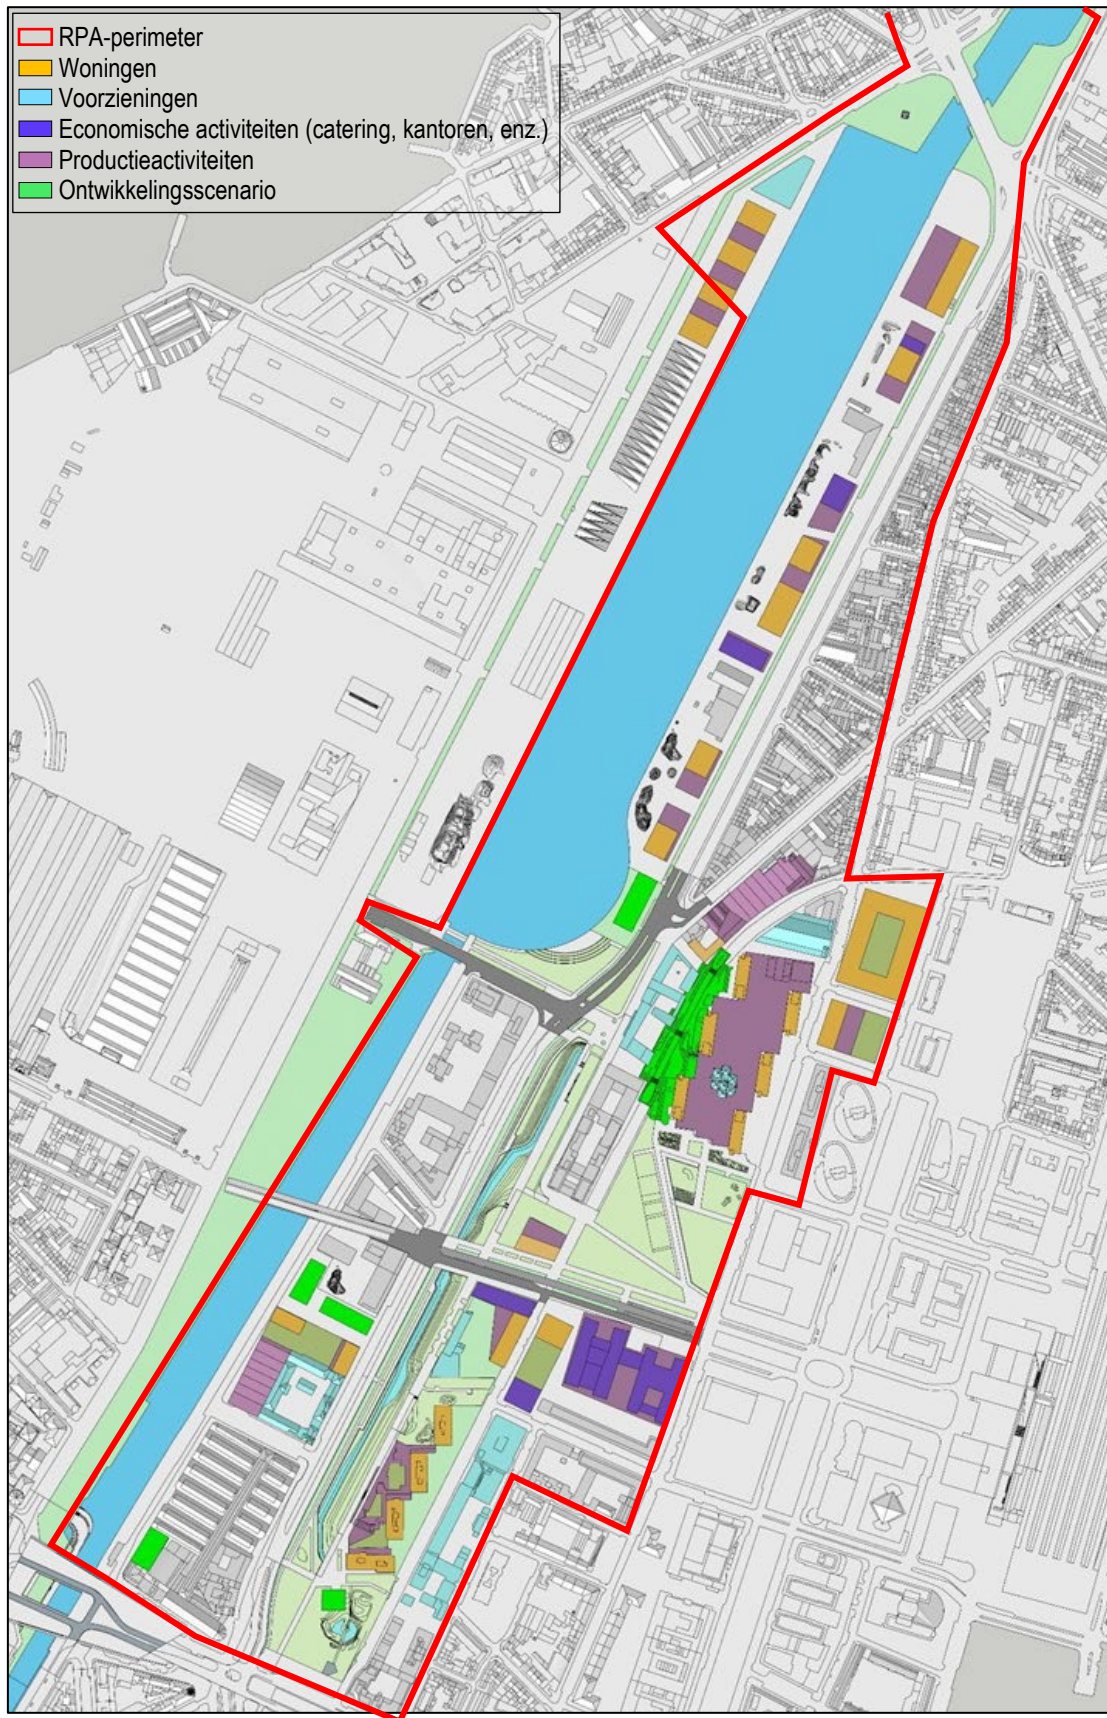 RPA-perimeter
Woningen
Voorzieningen
Economische activiteiten (catering, kantoren, enz.)
Productieactiviteiten
Ontwikkelingsscenario